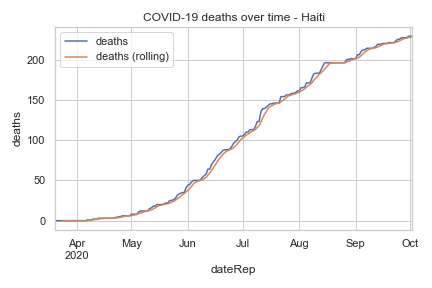 COVID-19 deaths over time - Haiti
deaths
deaths (rolling)
deaths
200
150
100
50
0
Apr May Jun Jul Aug Sep Oct
2020
dateRep